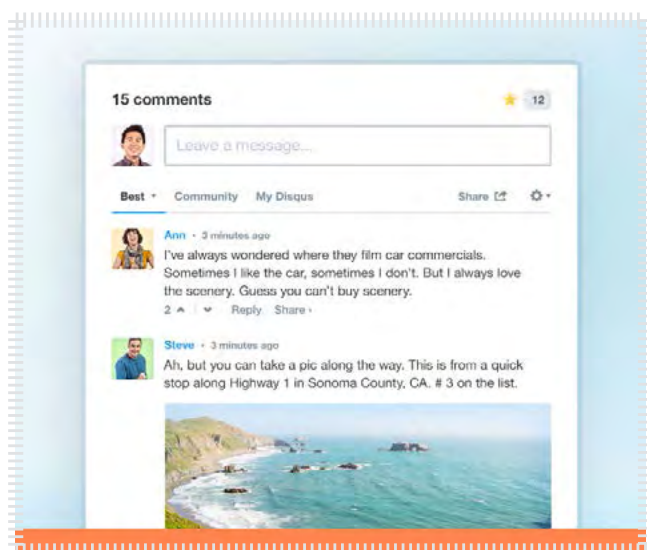 15 comments
12
Leave a message...
Best
Community
My Disqus
Share
Ann • 3 minutes ago
I've always wondered where they film car commercials.
Sometimes I like the car, sometimes I don't. But I always love
the scenery. Guess you can't buy scenery.
2
Reply
Share ›
Steve • 3 minutes ago
Ah, but you can take a pic along the way. This is from a quick
stop along Highway 1 in Sonoma County, CA. # 3 on the list.